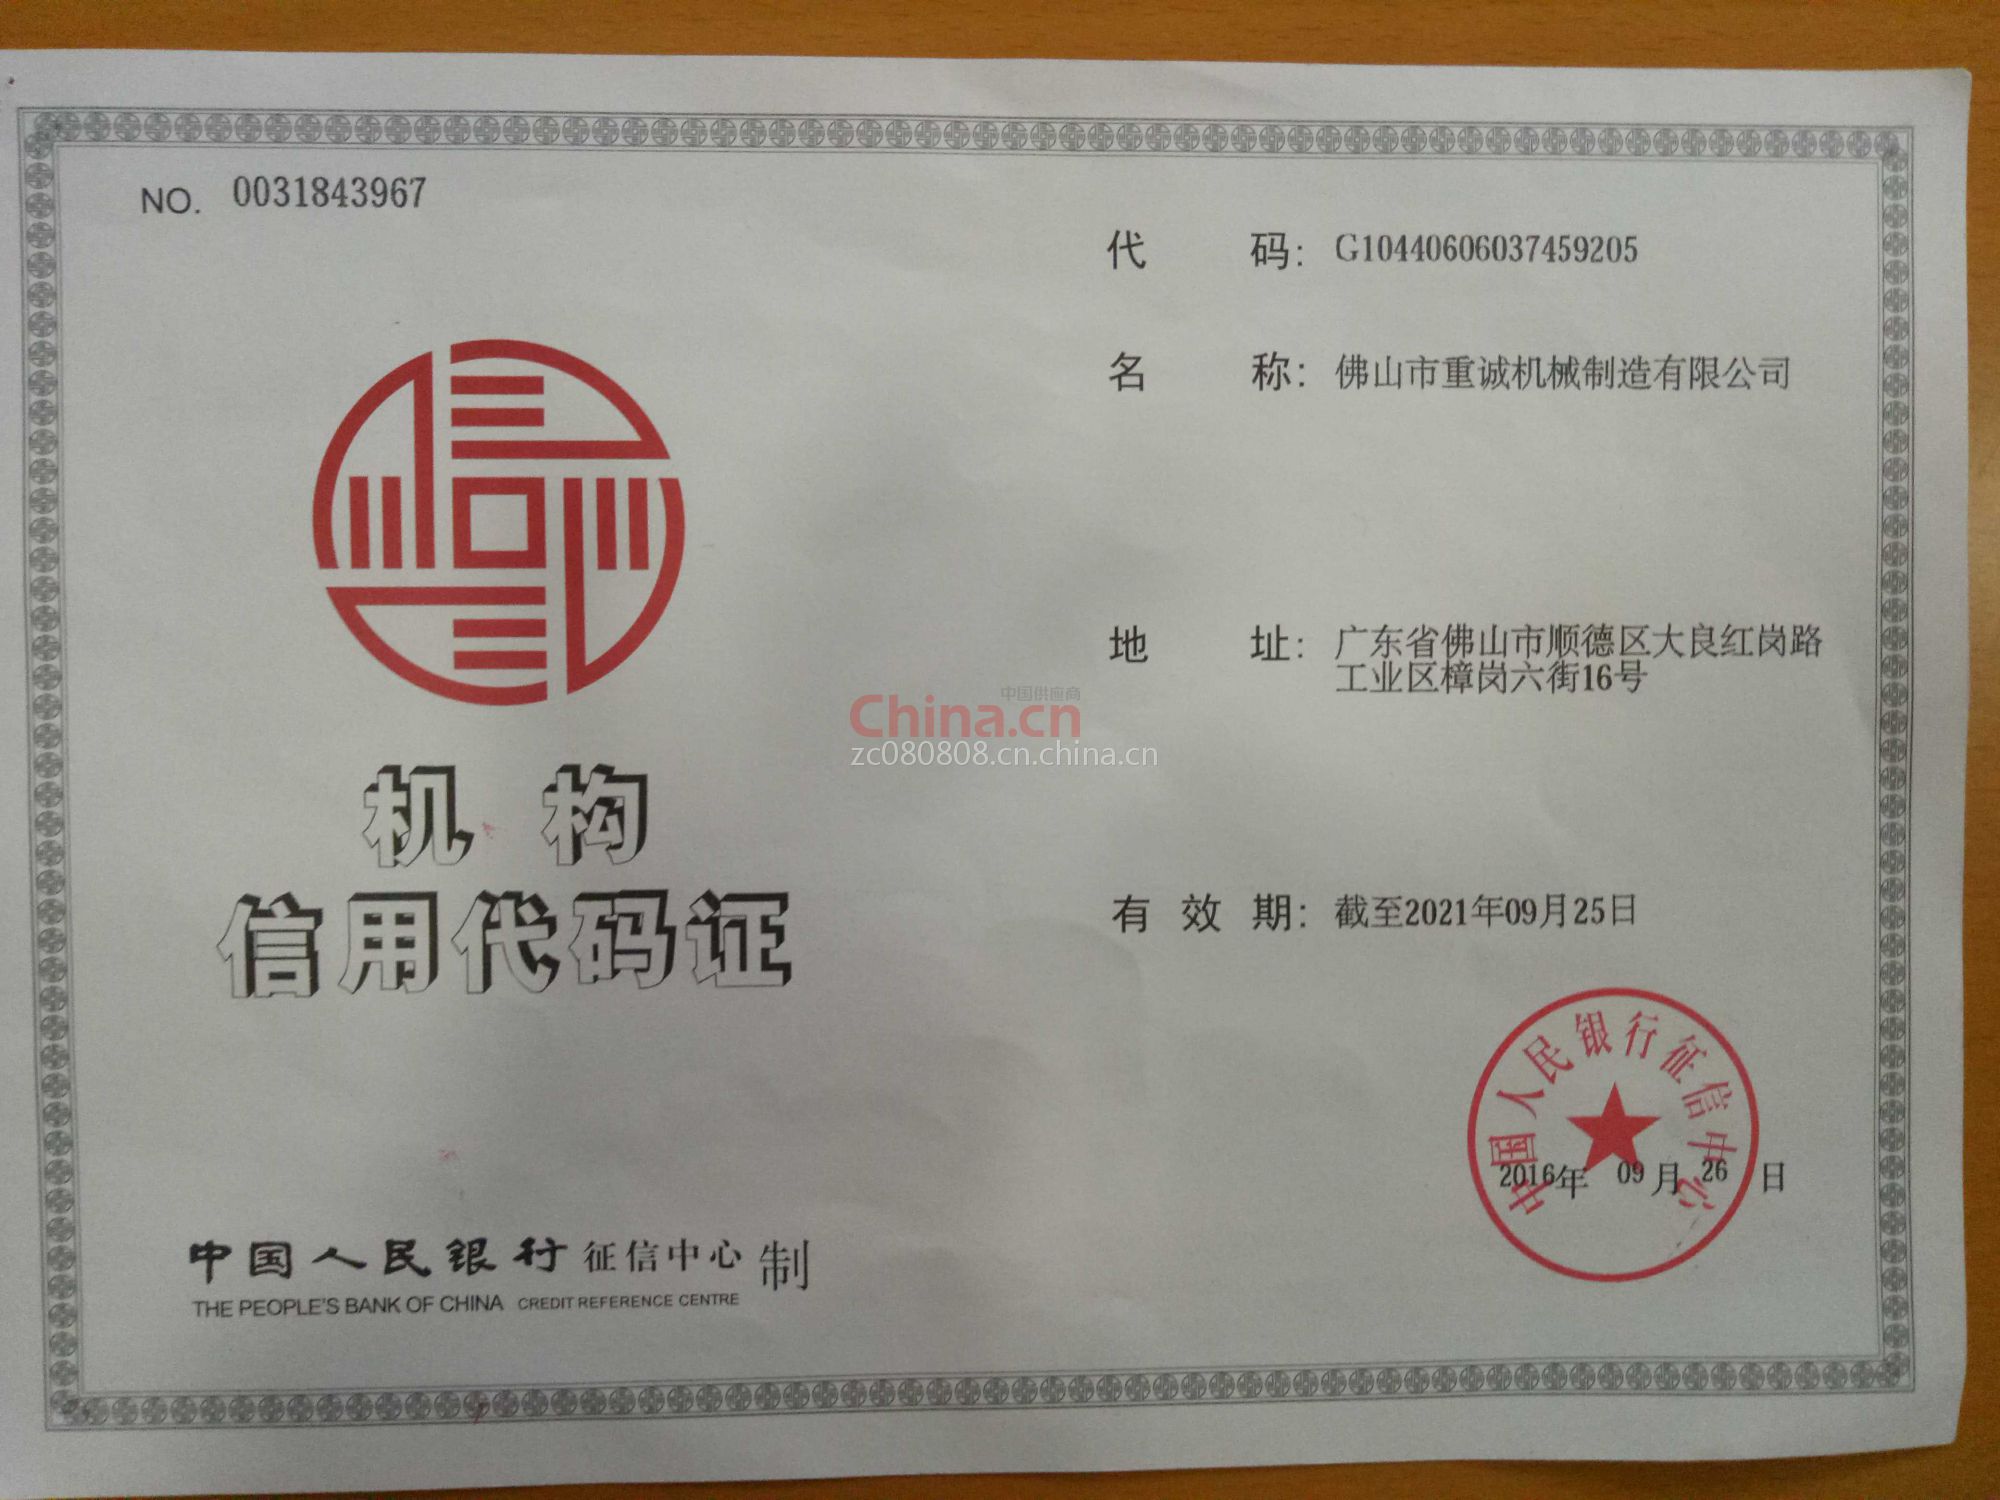 NO. 0031843967
机构
信用代码证
中国人民银行征信中心 制
THE PEOPLE'S BANK OF CHINA CREDIT REFERENCE CENTRE
代码：G10440606037459205
名称：佛山市重诚机械制造有限公司
地址：广东省佛山市顺德区大良红岗路
工业区樟岗六街16号
有效期：截至2021年09月25日
中国人民银行征信中心
2016年 09月 26日
中国供应商
China.cn
zc080808.cn.china.cn